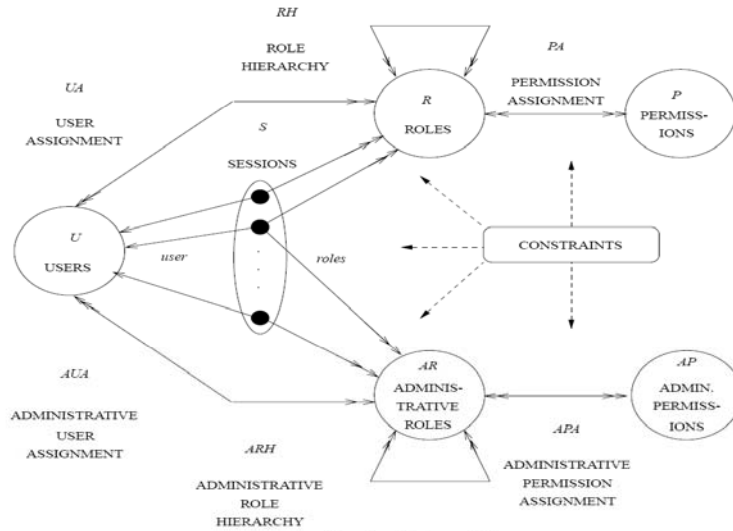 RH
ROLE
HIERARCHY
PA
PERMISSION
ASSIGNMENT
UA
USER
ASSIGNMENT
R
ROLES
P
PERMISS-
IONS
S
SESSIONS
U
USERS
user
roles
CONSTRAINTS
AUA
ADMINISTRATIVE
USER
ASSIGNMENT
AR
ADMINIS-
TRATIVE
ROLES
AP
ADMIN.
PERMISS-
IONS
ARH
ADMINISTRATIVE
ROLE
HIERARCHY
APA
ADMINISTRATIVE
PERMISSION
ASSIGNMENT